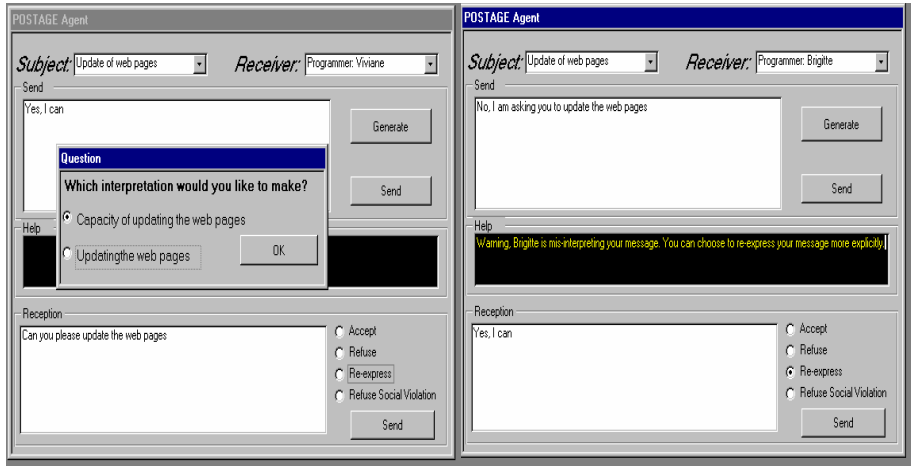 POSTAGE Agent
Subject: Update of web pages Receiver: Programmer: Viviane
Send
Yes, I can
Generate
Send
Question
Which interpretation would you like to make?
Capacity of updating the web pages
Updatingthe web pages
OK
Help
Reception
Can you please update the web pages
Accept
Refuse
Re-express
Refuse Social Violation
Send
POSTAGE Agent
Subject: Update of web pages Receiver: Programmer: Brigitte
Send
No, I am asking you to update the web pages
Generate
Send
Help
Warning, Brigitte is mis-interpreting your message. You can choose to re-express your message more explicitly.
Reception
Yes, I can
Accept
Refuse
Re-express
Refuse Social Violation
Send